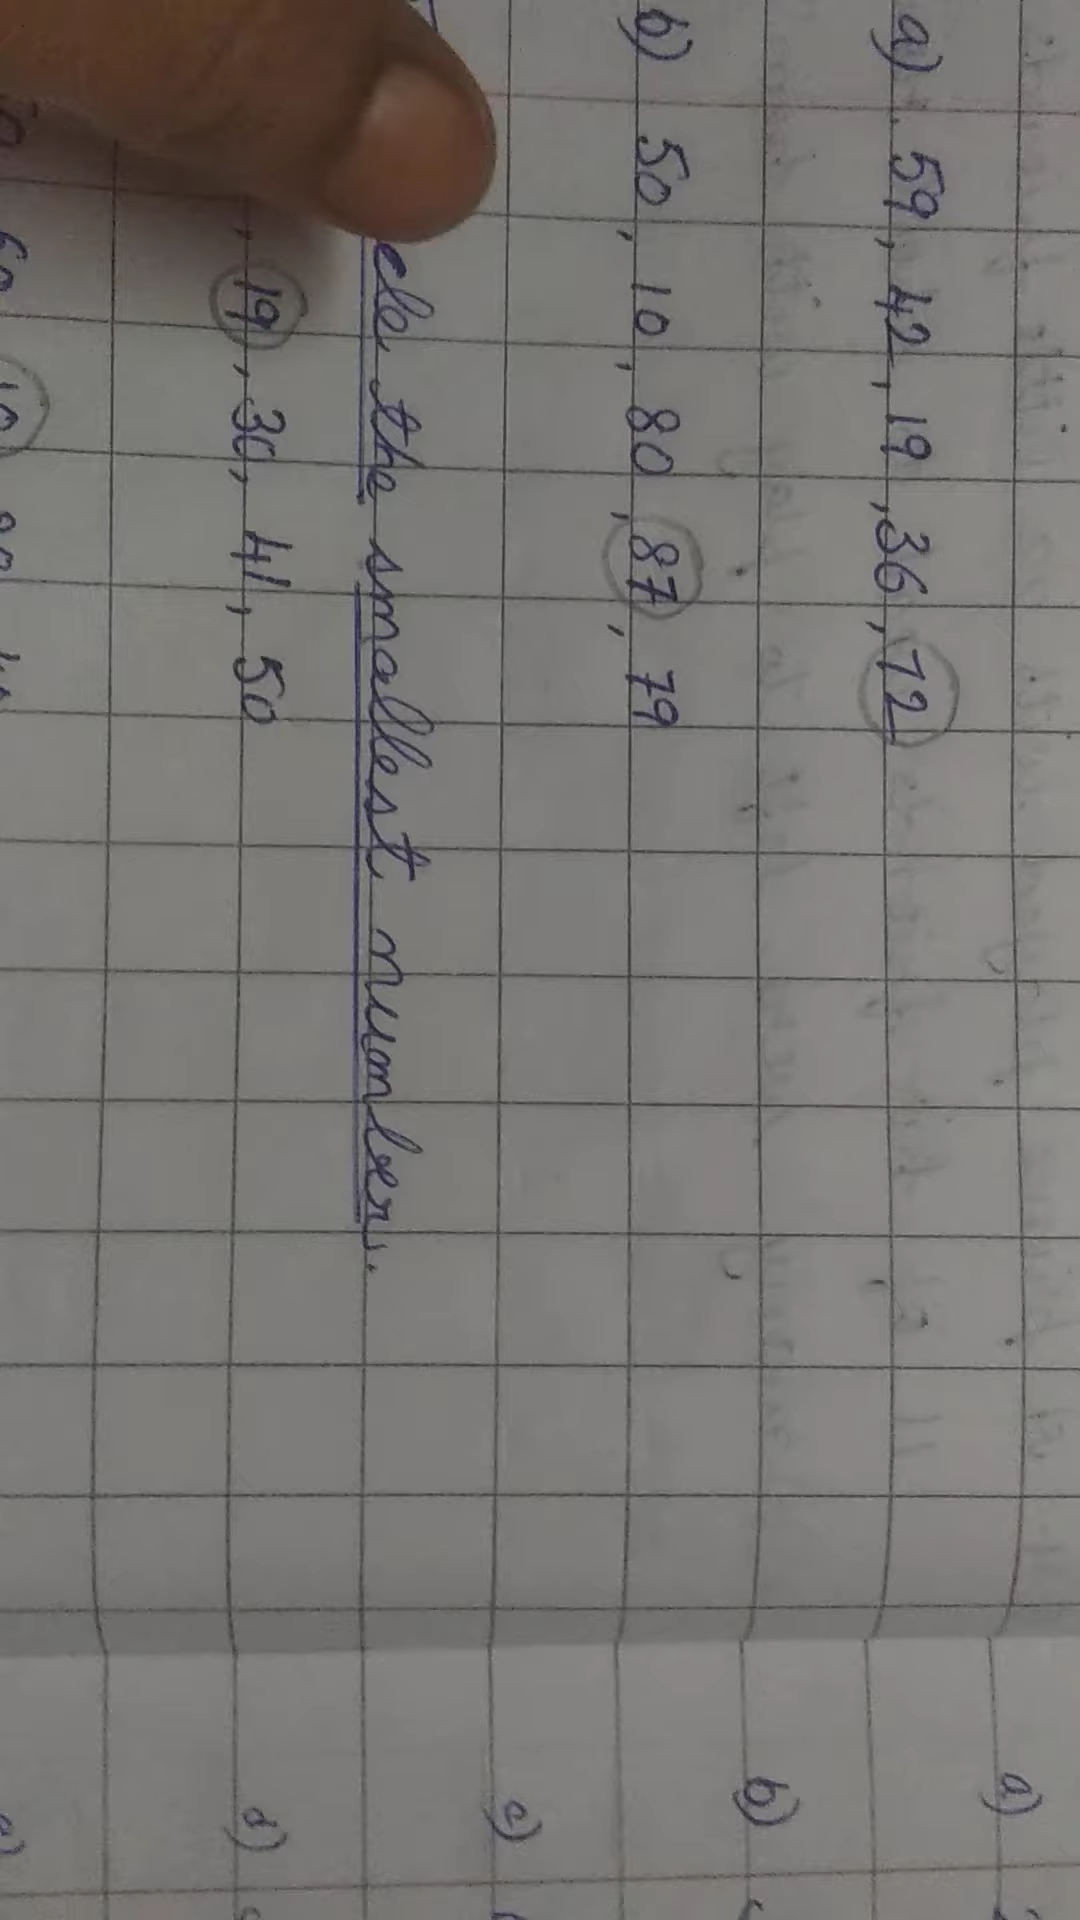 a) 59, 42, 19, 36, 72
b) 50, 10, 80, 87, 79
cle the smallest number.
, 19, 30, 41, 50
a)
b)
c)
d)